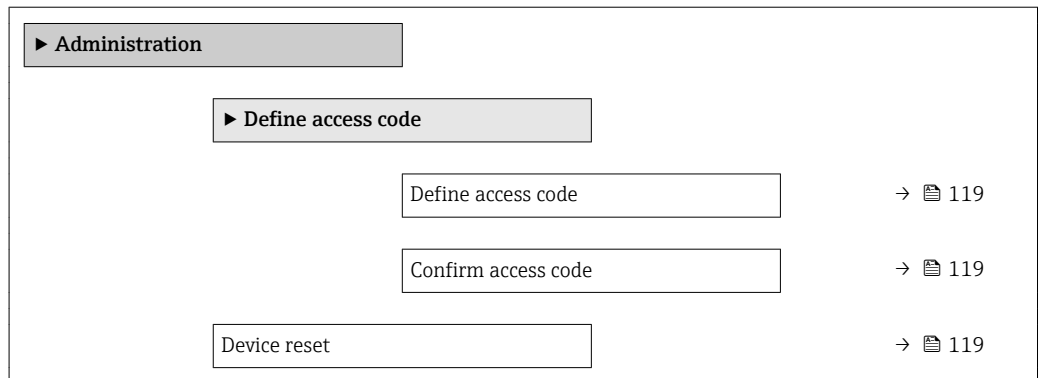 ▶ Administration
▶ Define access code
Define access code → 119
Confirm access code → 119
Device reset → 119